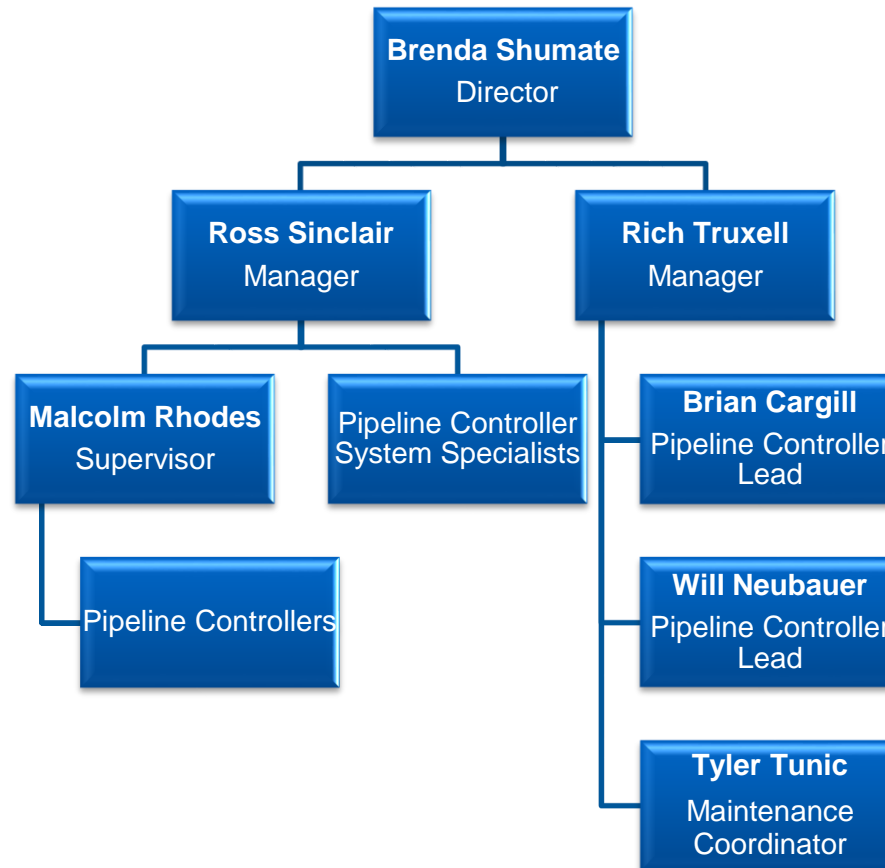 Brenda Shumate
Director
Ross Sinclair
Manager
Rich Truxell
Manager
Malcolm Rhodes
Supervisor
Pipeline Controller
System Specialists
Brian Cargill
Pipeline Controller
Lead
Pipeline Controllers
Will Neubauer
Pipeline Controller
Lead
Tyler Tunic
Maintenance
Coordinator